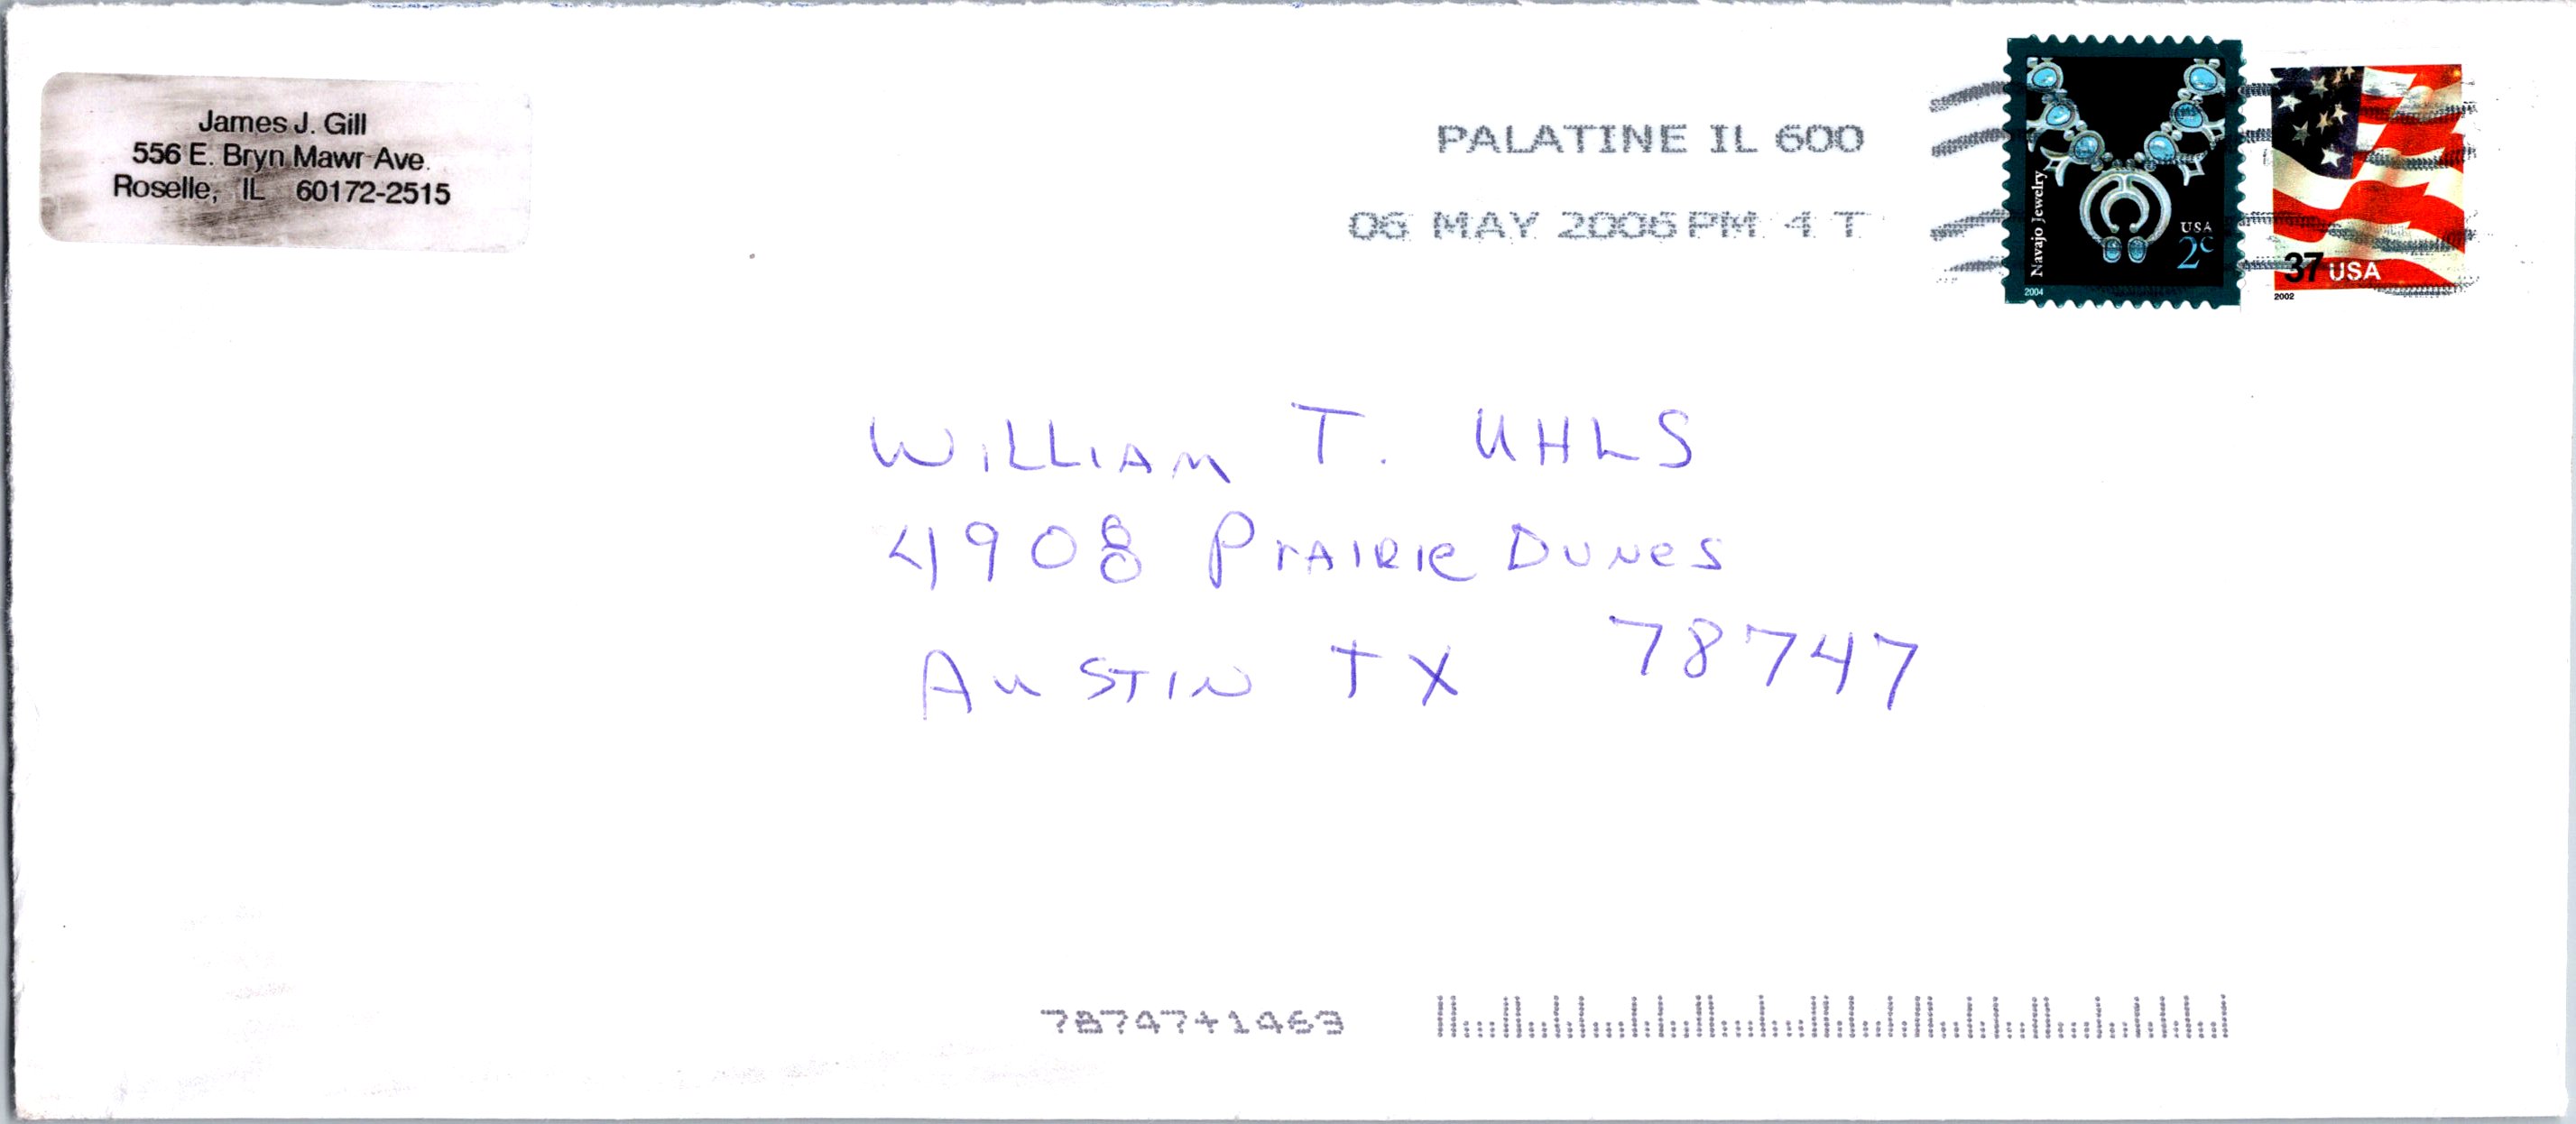 James J. Gill
556 E. Bryn Mawr Ave.
Roselle, IL 60172-2515
PALATINE IL 600
06 MAY 2006 PM 4 T
Navajo Jewelry
USA
2c
2004
37 USA
2002
WILLIAM T. UHLS
4908 PrAIRIE DUNES
AUSTIN TX 78747
78747+1463